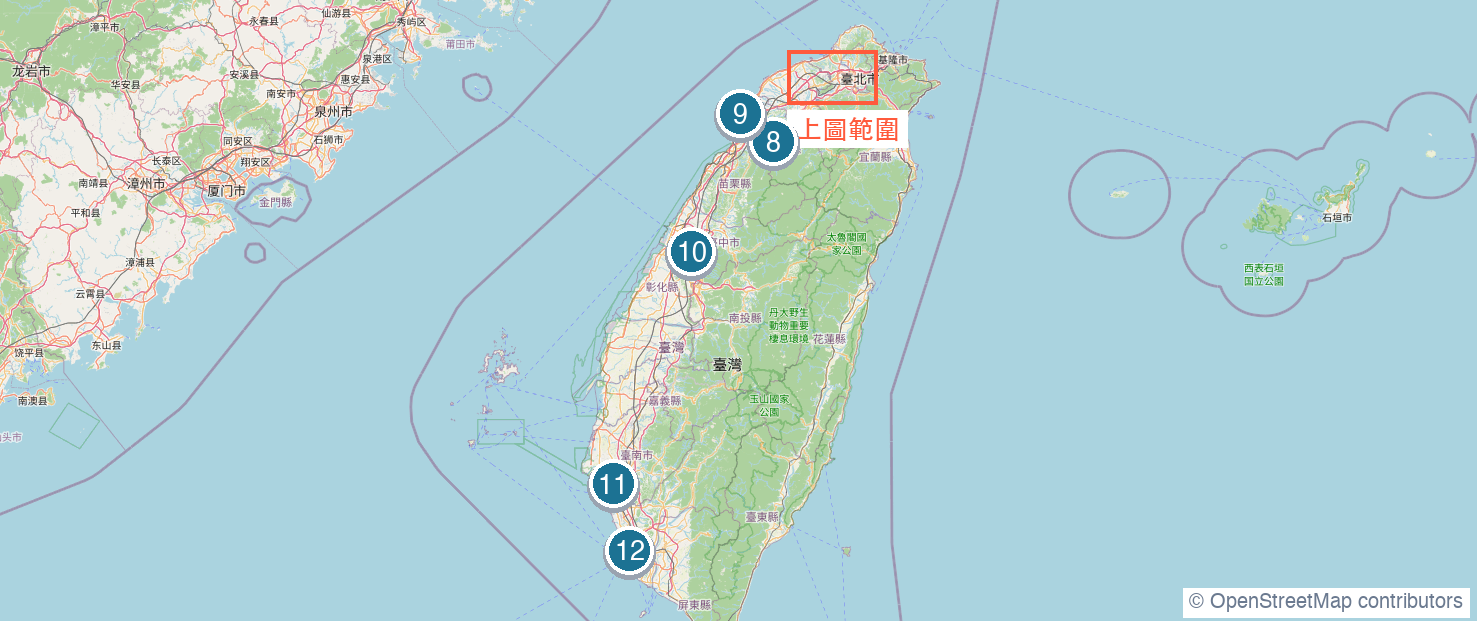 漳平市
永春县
仙游县
秀屿区
莆田市
龙岩市
华安县
安溪县
泉港区
惠安县
南安市
泉州市
同安区
石狮市
长泰区
翔安区
南靖县
漳州市
厦门市
金門縣
平和县
漳浦县
云霄县
饶平县
东山县
南澳县
头市
基隆市
臺北市
上圖範圍
9
8
宜蘭縣
苗栗縣
10
中市
太魯閣國
家公園
彰化縣
南投縣
丹大野生
動物重要
棲息環境
花蓮縣
臺灣
臺灣
嘉義縣
玉山國家
公園
臺南市
11
臺東縣
12
屏東縣
石垣市
西表石垣
国立公園
© OpenStreetMap contributors